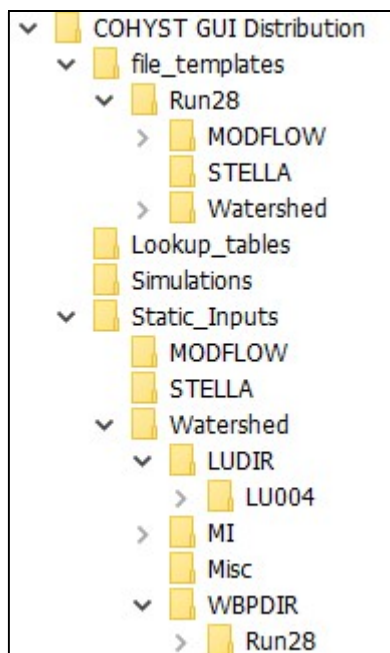 COHYST GUI Distribution
file_templates
Run28
MODFLOW
STELLA
Watershed
Lookup_tables
Simulations
Static_Inputs
MODFLOW
STELLA
Watershed
LUDIR
LU004
MI
Misc
WBPDIR
Run28